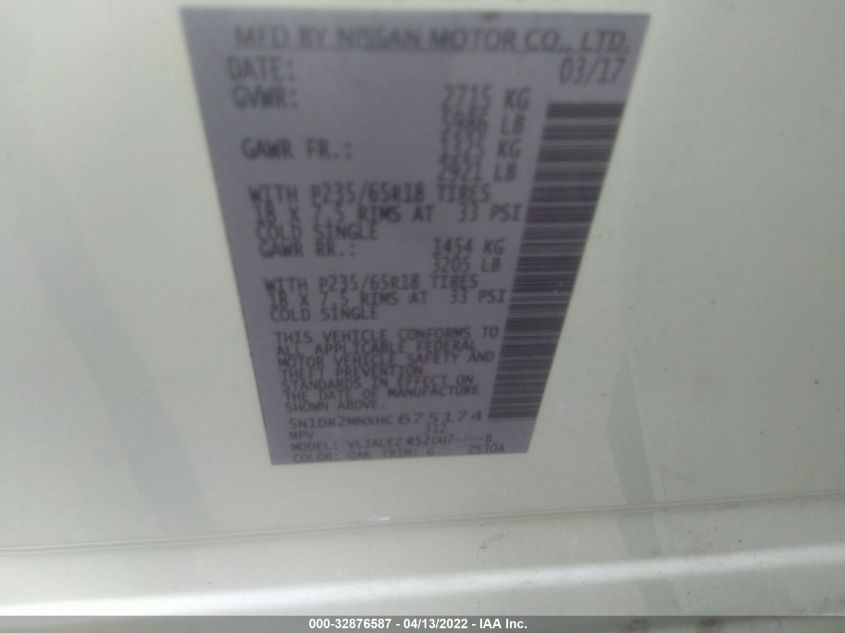 MFD BY NISSAN MOTOR CO., LTD.
DATE: 03/17
GVWR: 2715 KG
5986 LB
GAWR FR.: 1325 KG
2921 LB
WITH P235/65R18 TIRES
18 X 7.5 RIMS AT 33 PSI
COLD SINGLE
GAWR RR.: 1454 KG
3205 LB
WITH P235/65R18 TIRES
18 X 7.5 RIMS AT 33 PSI
COLD SINGLE
THIS VEHICLE CONFORMS TO
ALL APPLICABLE FEDERAL
MOTOR VEHICLE SAFETY AND
THEFT PREVENTION
STANDARDS IN EFFECT ON
THE DATE OF MANUFACTURE
SHOWN ABOVE.
5N1DR2MNXHC675174
MPV 312
MODEL: R52DU7----B
COLOR: QAK TRIM: G
000-32876587 - 04/13/2022 - IAA Inc.